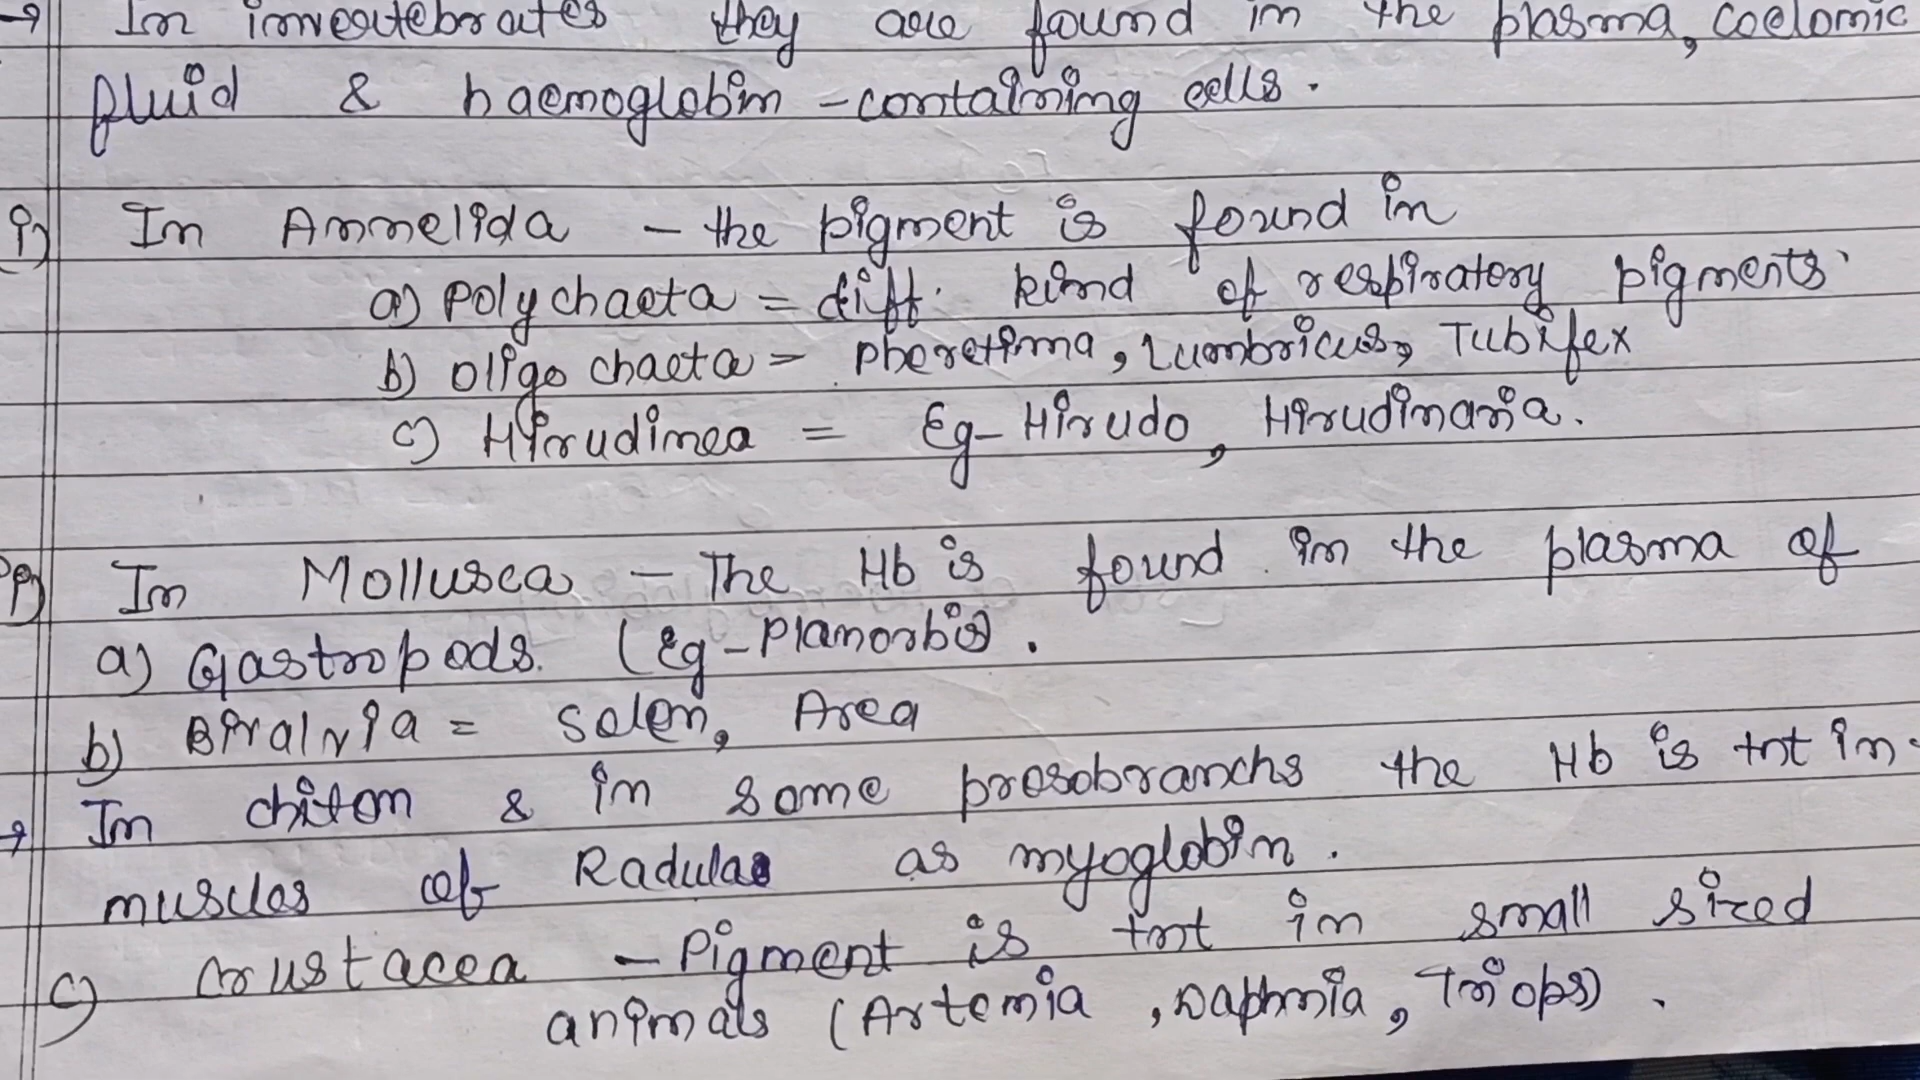 → In invertebrates they are found in the plasma, coelomic
fluid & haemoglobin-containing cells.
i) In Annelida - the pigment is found in
a) Polychaeta = diff. kind of respiratory pigments.
b) Oligochaeta = Pheretima, Lumbricus, Tubifex
c) Hirudinea = Eg- Hirudo, Hirudinaria.
ii) In Mollusca - The Hb is found in the plasma of
a) Gastropods. (Eg - Planorbis).
b) Bivalvia = Solen, Area
→ In chiton & in some prosobranchs the Hb is tnt in
muscles of Radula as myoglobin.
c) Crustacea - Pigment is tnt in small sized
animals (Artemia, Daphnia, Triops).